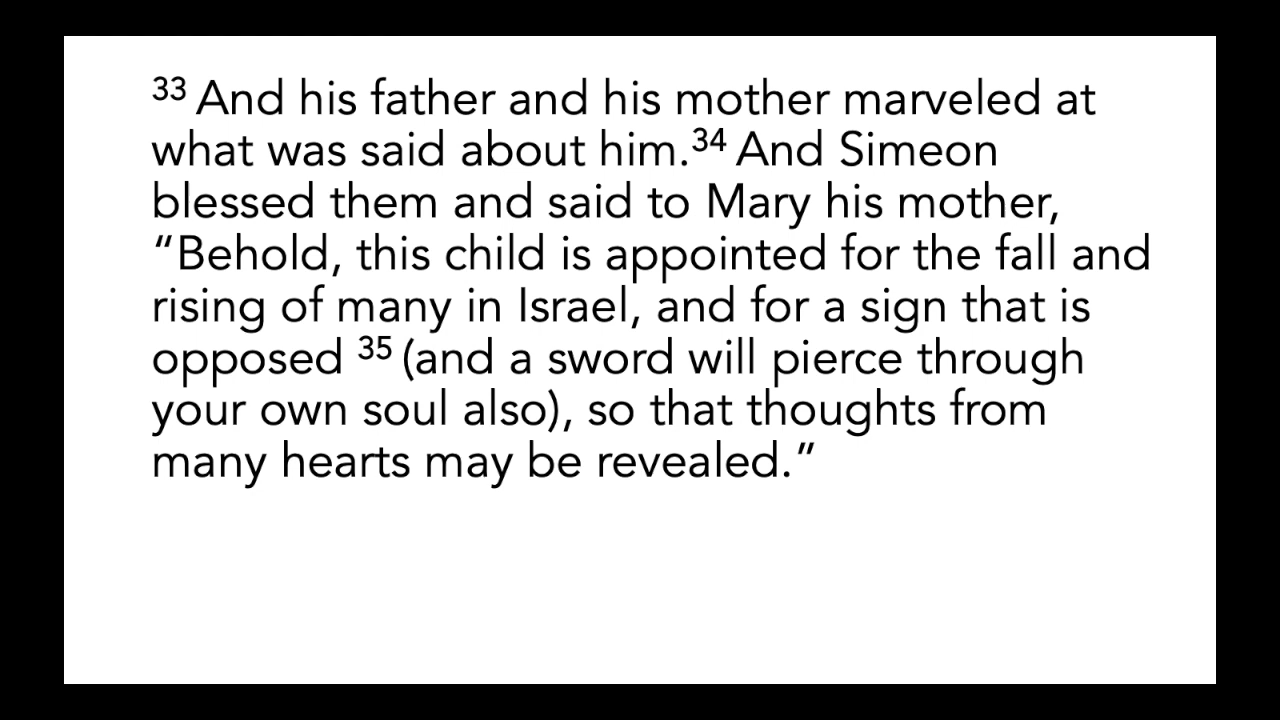 33 And his father and his mother marveled at
what was said about him.34 And Simeon
blessed them and said to Mary his mother,
“Behold, this child is appointed for the fall and
rising of many in Israel, and for a sign that is
opposed 35 (and a sword will pierce through
your own soul also), so that thoughts from
many hearts may be revealed.”